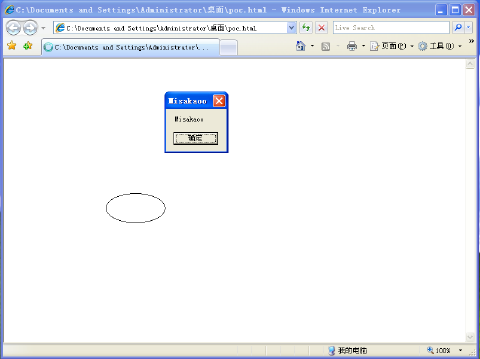 C:\Documents and Settings\Administrator\桌面\poc.html - Windows Internet Explorer
C:\Documents and Settings\Administrator\桌面\poc.html
Live Search
C:\Documents and Settings\Administrator\...
页面(P)
工具(O)
Misakaoo
Misakaoo
确定
我的电脑
100%